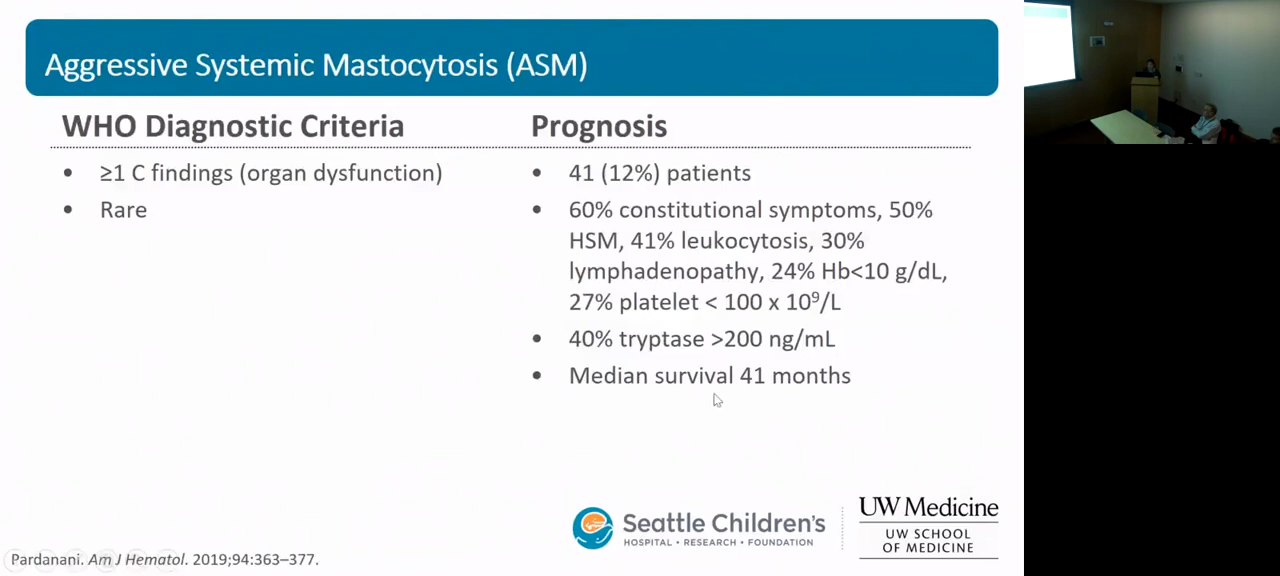 Aggressive Systemic Mastocytosis (ASM)
WHO Diagnostic Criteria
• ≥1 C findings (organ dysfunction)
• Rare
Prognosis
• 41 (12%) patients
• 60% constitutional symptoms, 50%
HSM, 41% leukocytosis, 30%
lymphadenopathy, 24% Hb<10 g/dL,
27% platelet < 100 x 10⁹/L
• 40% tryptase >200 ng/mL
• Median survival 41 months
Seattle Children's
HOSPITAL • RESEARCH • FOUNDATION
UW Medicine
UW SCHOOL
OF MEDICINE
Pardanani. Am J Hematol. 2019;94:363–377.